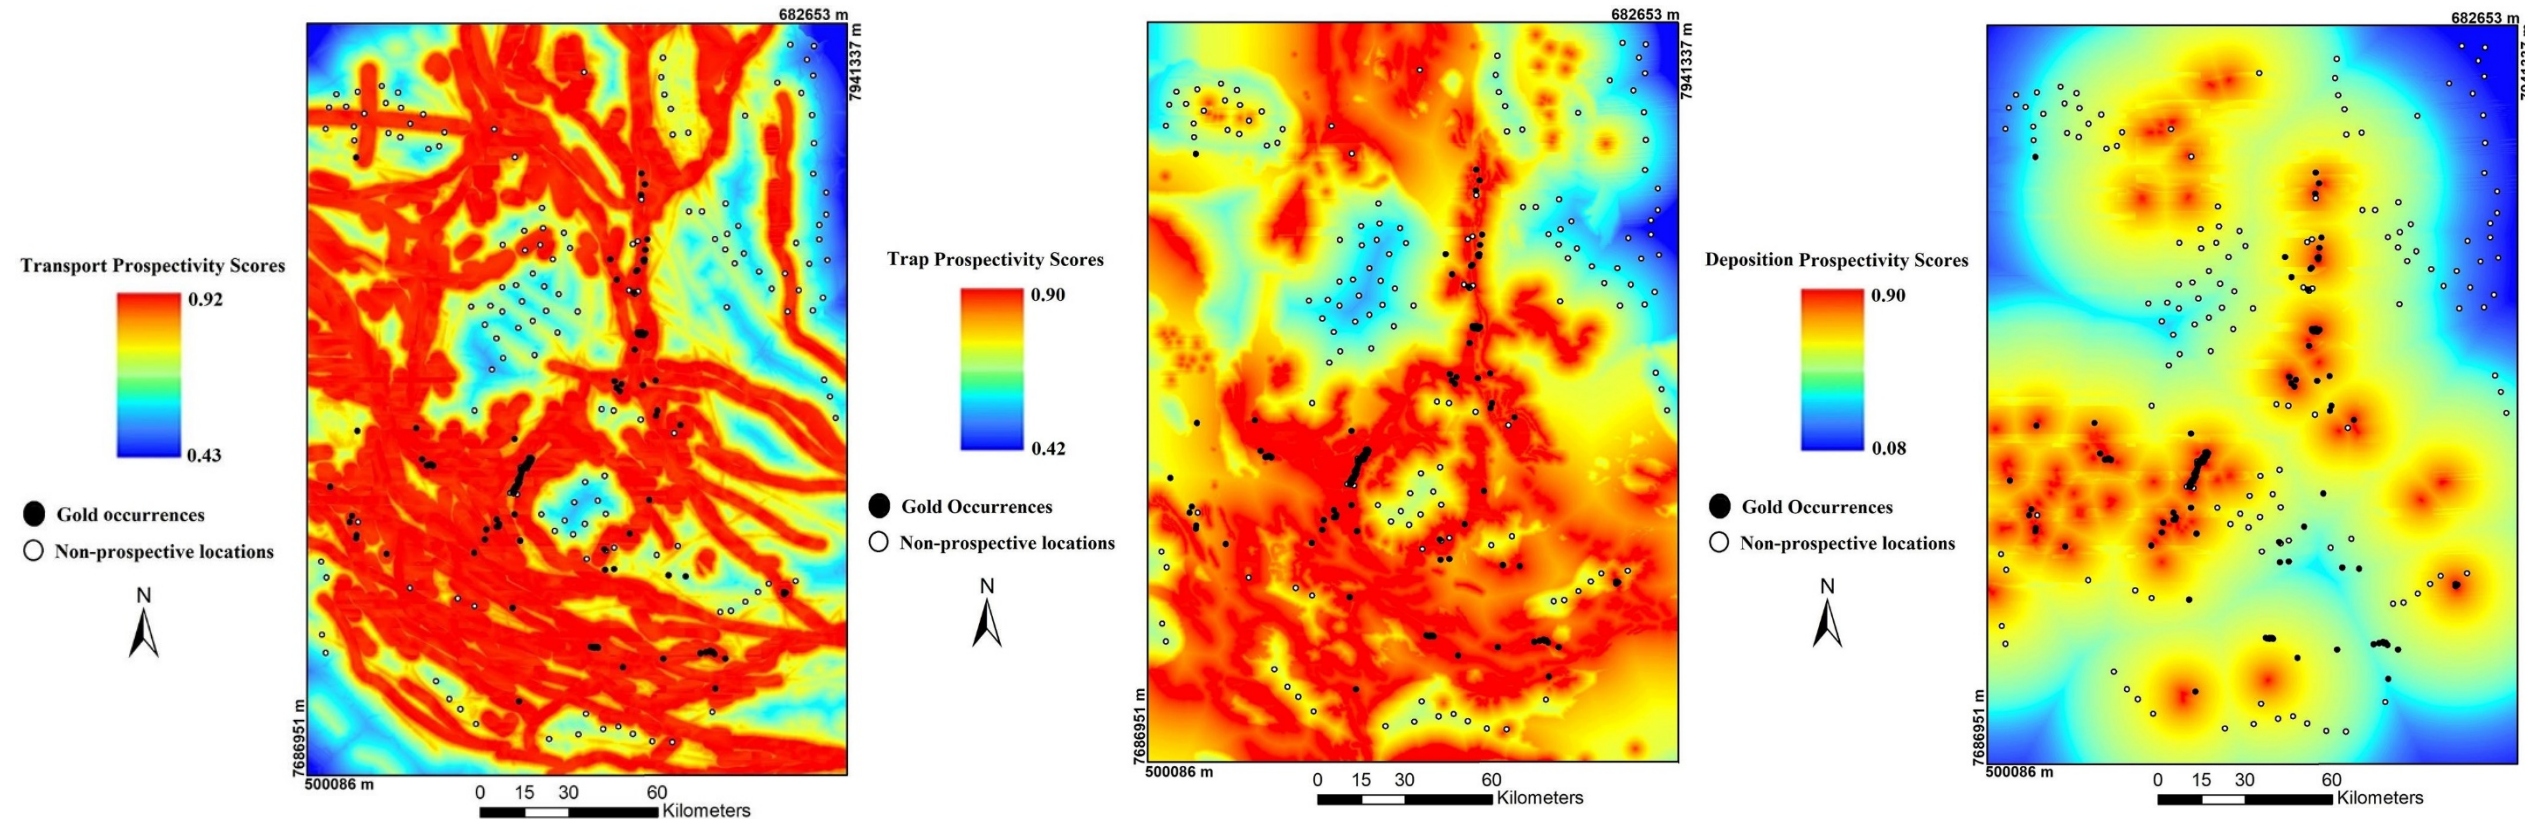 682653 m
7941337 m
Transport Prospectivity Scores
0.92
0.43
Gold occurrences
Non-prospective locations
N
7686951 m
500086 m
0 15 30 60
Kilometers
682653 m
7941337 m
Trap Prospectivity Scores
0.90
0.42
Gold Occurrences
Non-prospective locations
N
7686951 m
500086 m
0 15 30 60
Kilometers
682653 m
7941337 m
Deposition Prospectivity Scores
0.90
0.08
Gold Occurrences
Non-prospective locations
N
7686951 m
500086 m
0 15 30 60
Kilometers